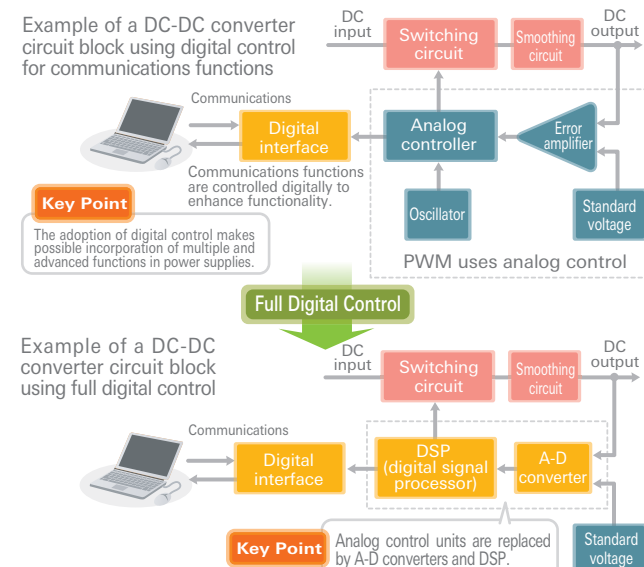 Example of a DC-DC converter
circuit block using digital control
for communications functions
DC
input
Switching
circuit
Smoothing
circuit
DC
output
Communications
Digital
interface
Analog
controller
Error
amplifier
Communications functions
are controlled digitally to
enhance functionality.
Oscillator
Standard
voltage
Key Point
The adoption of digital control makes
possible incorporation of multiple and
advanced functions in power supplies.
PWM uses analog control
Full Digital Control
Example of a DC-DC
converter circuit block
using full digital control
DC
input
Switching
circuit
Smoothing
circuit
DC
output
Communications
Digital
interface
DSP
(digital signal
processor)
A-D
converter
Key Point
Analog control units are replaced
by A-D converters and DSP.
Standard
voltage